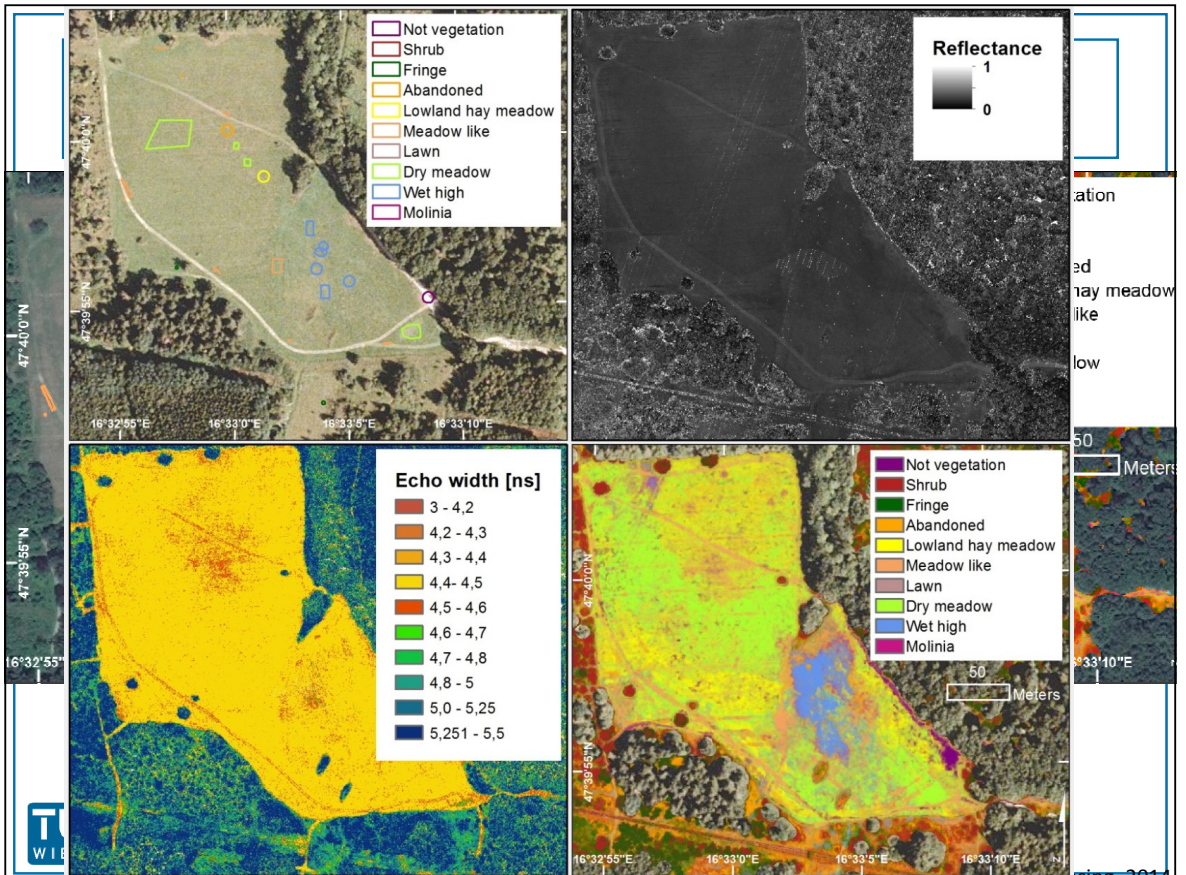 Not vegetation
Shrub
Fringe
Abandoned
Lowland hay meadow
Meadow like
Lawn
Dry meadow
Wet high
Molinia
47°40'0"N
47°39'55"N
16°32'55"E
16°33'0"E
16°33'5"E
16°33'10"E
Reflectance
1
0
Echo width [ns]
3 - 4,2
4,2 - 4,3
4,3 - 4,4
4,4- 4,5
4,5 - 4,6
4,6 - 4,7
4,7 - 4,8
4,8 - 5
5,0 - 5,25
5,251 - 5,5
Not vegetation
Shrub
Fringe
Abandoned
Lowland hay meadow
Meadow like
Lawn
Dry meadow
Wet high
Molinia
50
Meters
47°40'0"N
47°39'55"N
16°32'55"E
16°33'0"E
16°33'5"E
16°33'10"E
47°40'0"N
47°39'55"N
16°32'55"
tation
ed
hay meadow
like
low
50
Meters
5°33'10"E
TU
WIE
2014